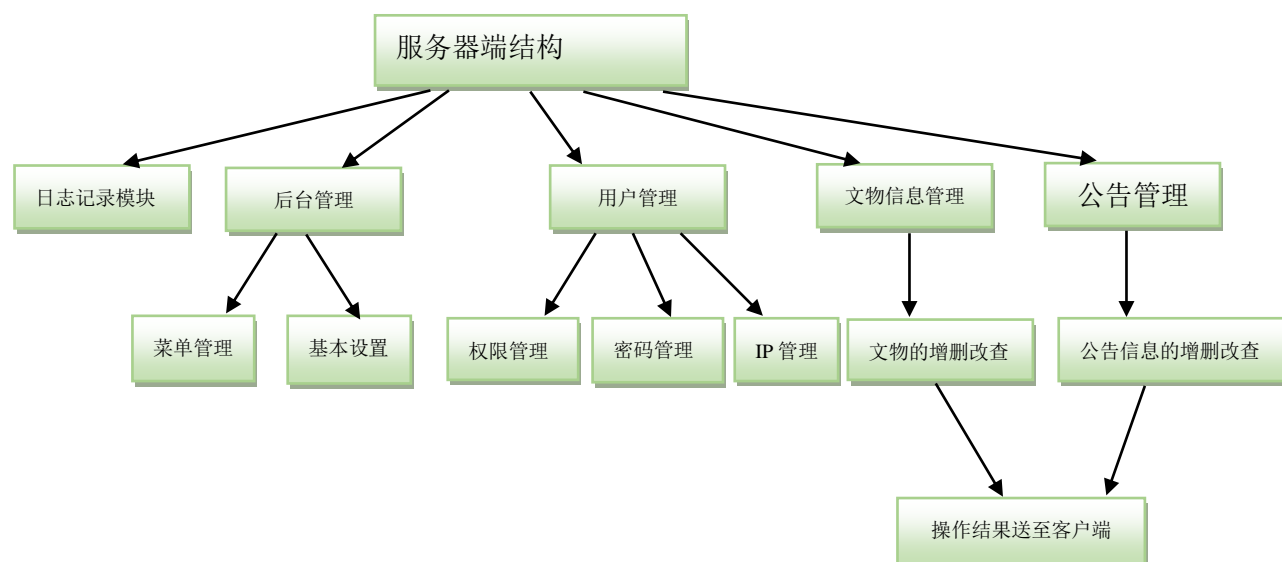 服务器端结构
日志记录模块
后台管理
用户管理
文物信息管理
公告管理
菜单管理
基本设置
权限管理
密码管理
IP 管理
文物的增删改查
公告信息的增删改查
操作结果送至客户端